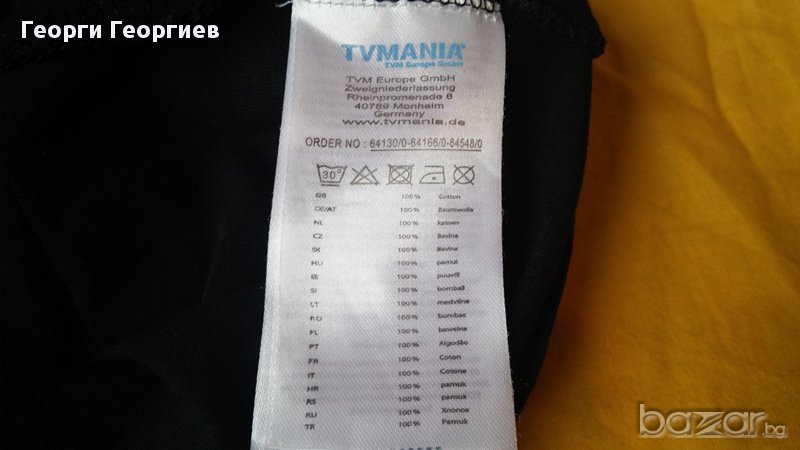 Георги Георгиев
TVMANIA
TVM Europe GmbH
TVM Europe GmbH
Zweigniederlassung
Rheinpromenade 6
40789 Monheim
Germany
www.tvmania.de
ORDER NO : 64130/0-64166/0-84548/0
30°
GB 100% Cotton
DE/AT 100% Baumwolle
NL 100% katoen
CZ 100% Bavlna
SK 100% Bavlna
HU 100% pamut
EE 100% puuvill
SI 100% bombaž
LT 100% medvilnė
RO 100% bumbac
PL 100% bawełna
PT 100% Algodão
FR 100% Coton
IT 100% Cotone
HR 100% pamuk
RS 100% pamuk
RU 100% Хлопок
TR 100% Pamuk
bazar.bg